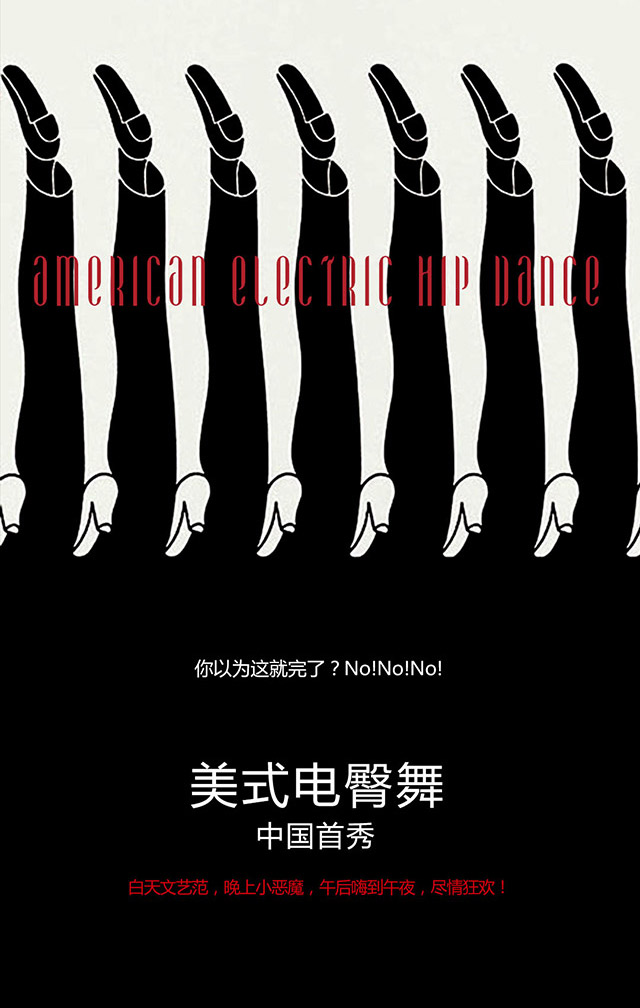 AMERICAN ELECTRIC HIP DANCE
你以为这就完了？No!No!No!
美式电臀舞
中国首秀
白天文艺范，晚上小恶魔，午后嗨到午夜，尽情狂欢！